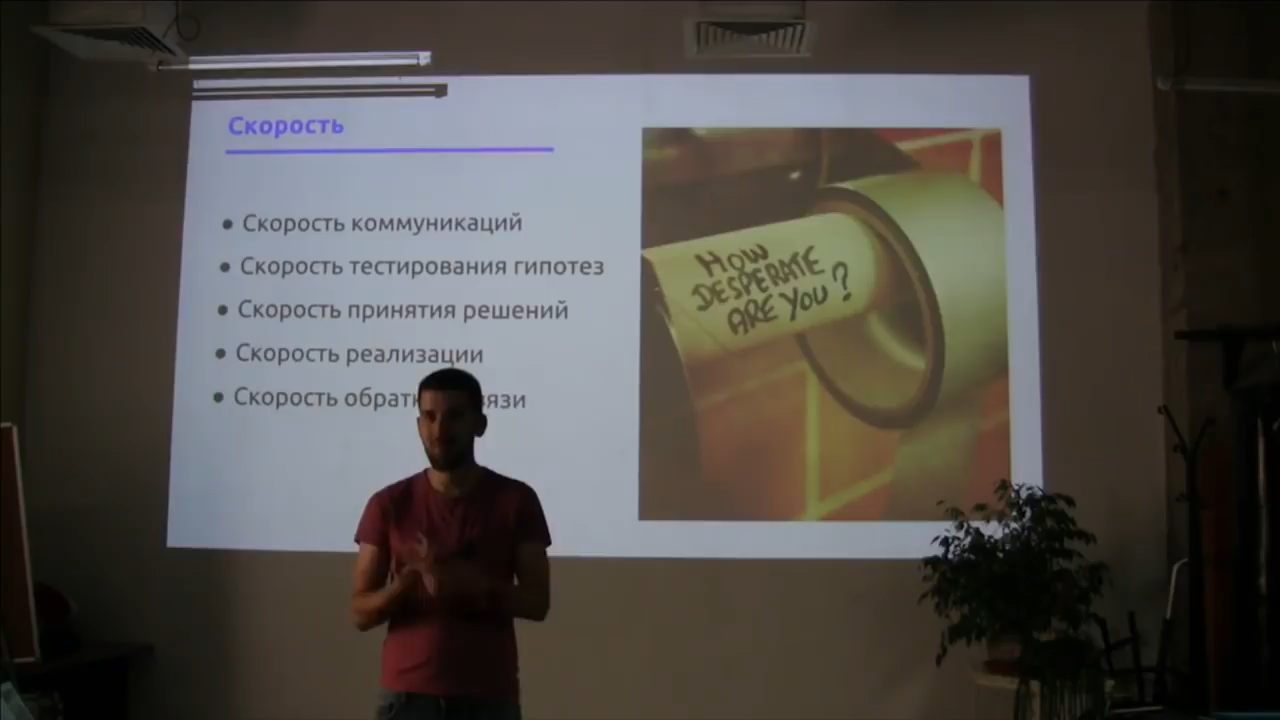 Скорость
Скорость коммуникаций
Скорость тестирования гипотез
Скорость принятия решений
Скорость реализации
Скорость
HOW
DESPERATE
ARE YOU?